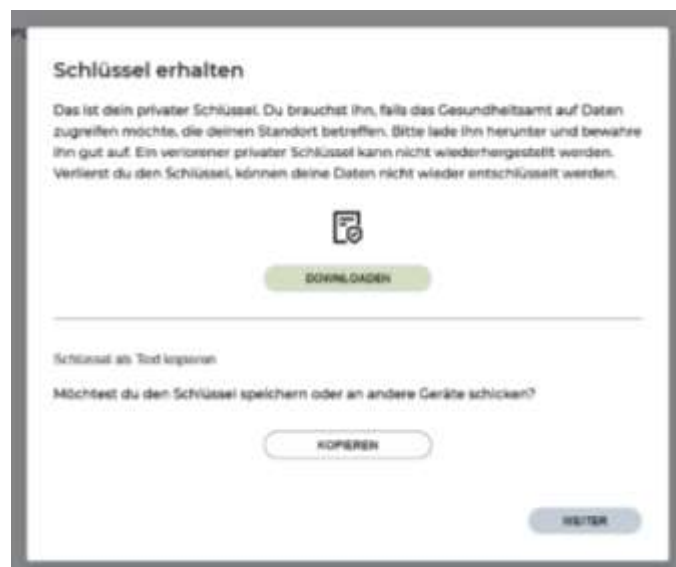 Schlüssel erhalten
Das ist dein privater Schlüssel. Du brauchst ihn, falls das Gesundheitsamt auf Daten
zugreifen möchte, die deinen Standort betreffen. Bitte lade ihn herunter und bewahre
ihn gut auf. Ein verlorener privater Schlüssel kann nicht wiederhergestellt werden.
Verlierst du den Schlüssel, können deine Daten nicht wieder entschlüsselt werden.
DOWNLOADEN
Schlüssel als Text kopieren
Möchtest du den Schlüssel speichern oder an andere Geräte schicken?
KOPIEREN
WEITER